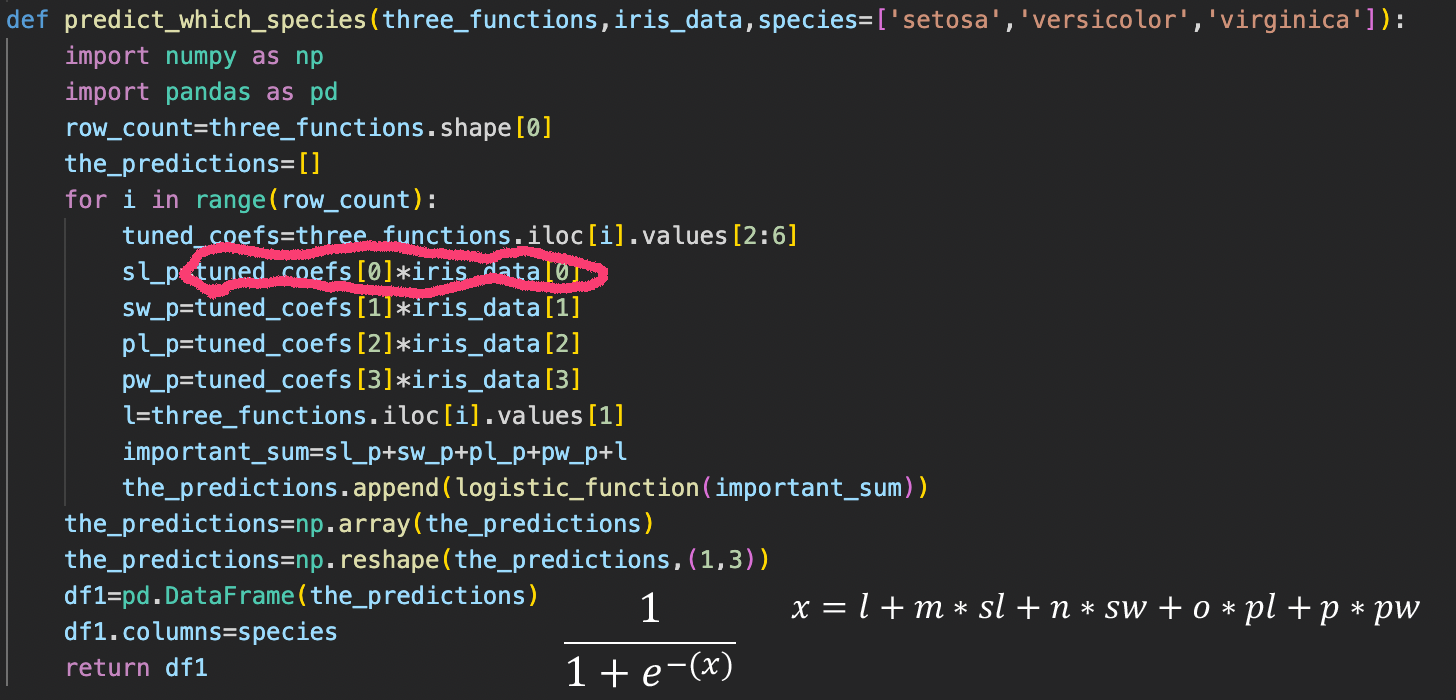 def predict_which_species(three_functions,iris_data,species=['setosa','versicolor','virginica']):
    import numpy as np
    import pandas as pd
    row_count=three_functions.shape[0]
    the_predictions=[]
    for i in range(row_count):
        tuned_coefs=three_functions.iloc[i].values[2:6]
        sl_p=tuned_coefs[0]*iris_data[0]
        sw_p=tuned_coefs[1]*iris_data[1]
        pl_p=tuned_coefs[2]*iris_data[2]
        pw_p=tuned_coefs[3]*iris_data[3]
        l=three_functions.iloc[i].values[1]
        important_sum=sl_p+sw_p+pl_p+pw_p+l
        the_predictions.append(logistic_function(important_sum))
    the_predictions=np.array(the_predictions)
    the_predictions=np.reshape(the_predictions,(1,3))
    df1=pd.DataFrame(the_predictions)
    df1.columns=species
    return df1
1
1 + e−(x)
x = l + m ∗ sl + n ∗ sw + o ∗ pl + p ∗ pw